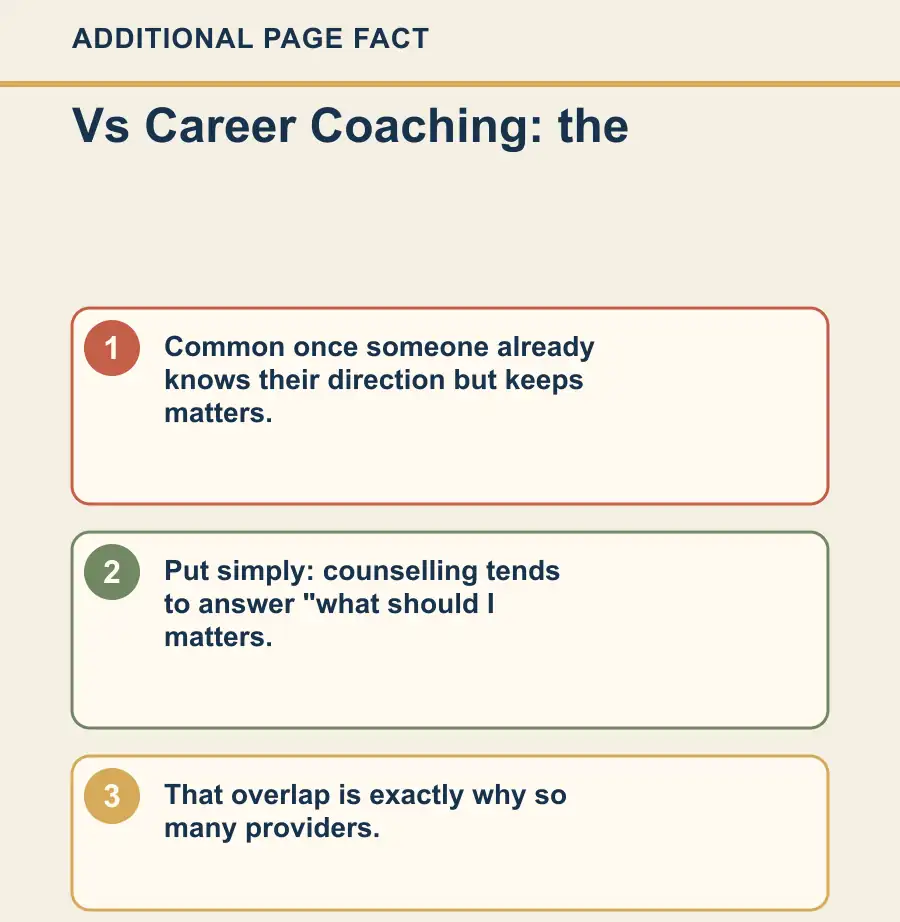 ADDITIONAL PAGE FACT
Vs Career Coaching: the
1
Common once someone already
knows their direction but keeps
matters.
2
Put simply: counselling tends
to answer "what should I
matters.
3
That overlap is exactly why so
many providers.